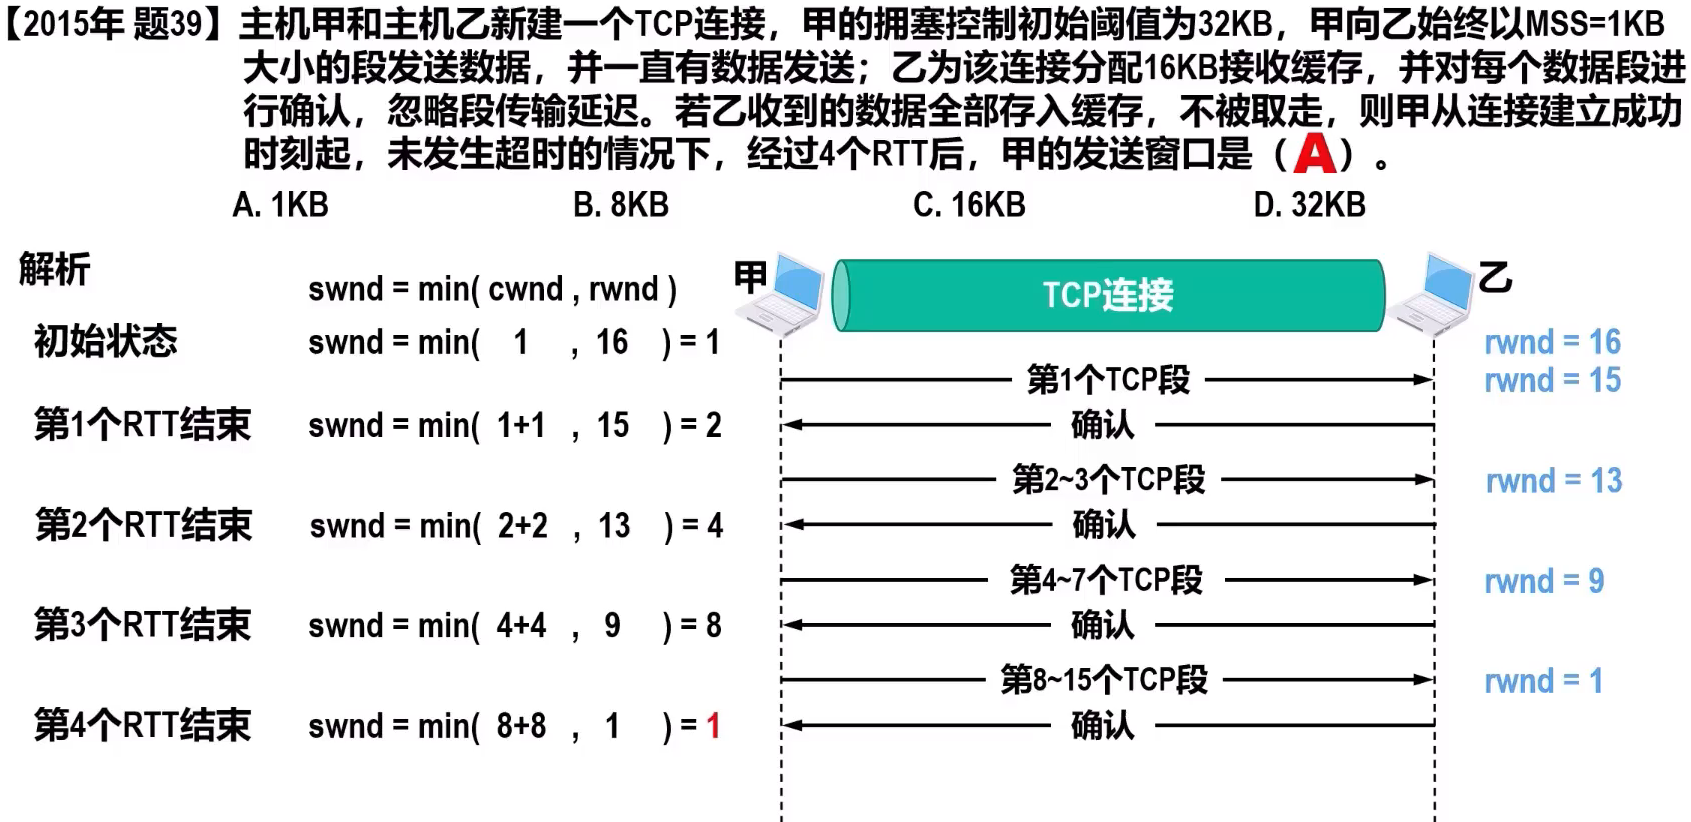 【2015年 题39】主机甲和主机乙新建一个TCP连接，甲的拥塞控制初始阈值为32KB，甲向乙始终以MSS=1KB
大小的段发送数据，并一直有数据发送；乙为该连接分配16KB接收缓存，并对每个数据段进
行确认，忽略段传输延迟。若乙收到的数据全部存入缓存，不被取走，则甲从连接建立成功
时刻起，未发生超时的情况下，经过4个RTT后，甲的发送窗口是（A）。
A. 1KB B. 8KB C. 16KB D. 32KB
解析
swnd = min( cwnd , rwnd )
甲 TCP连接 乙
初始状态 swnd = min( 1 , 16 ) = 1 rwnd = 16
第1个TCP段 rwnd = 15
第1个RTT结束 swnd = min( 1+1 , 15 ) = 2 确认
第2~3个TCP段 rwnd = 13
第2个RTT结束 swnd = min( 2+2 , 13 ) = 4 确认
第4~7个TCP段 rwnd = 9
第3个RTT结束 swnd = min( 4+4 , 9 ) = 8 确认
第8~15个TCP段 rwnd = 1
第4个RTT结束 swnd = min( 8+8 , 1 ) = 1 确认